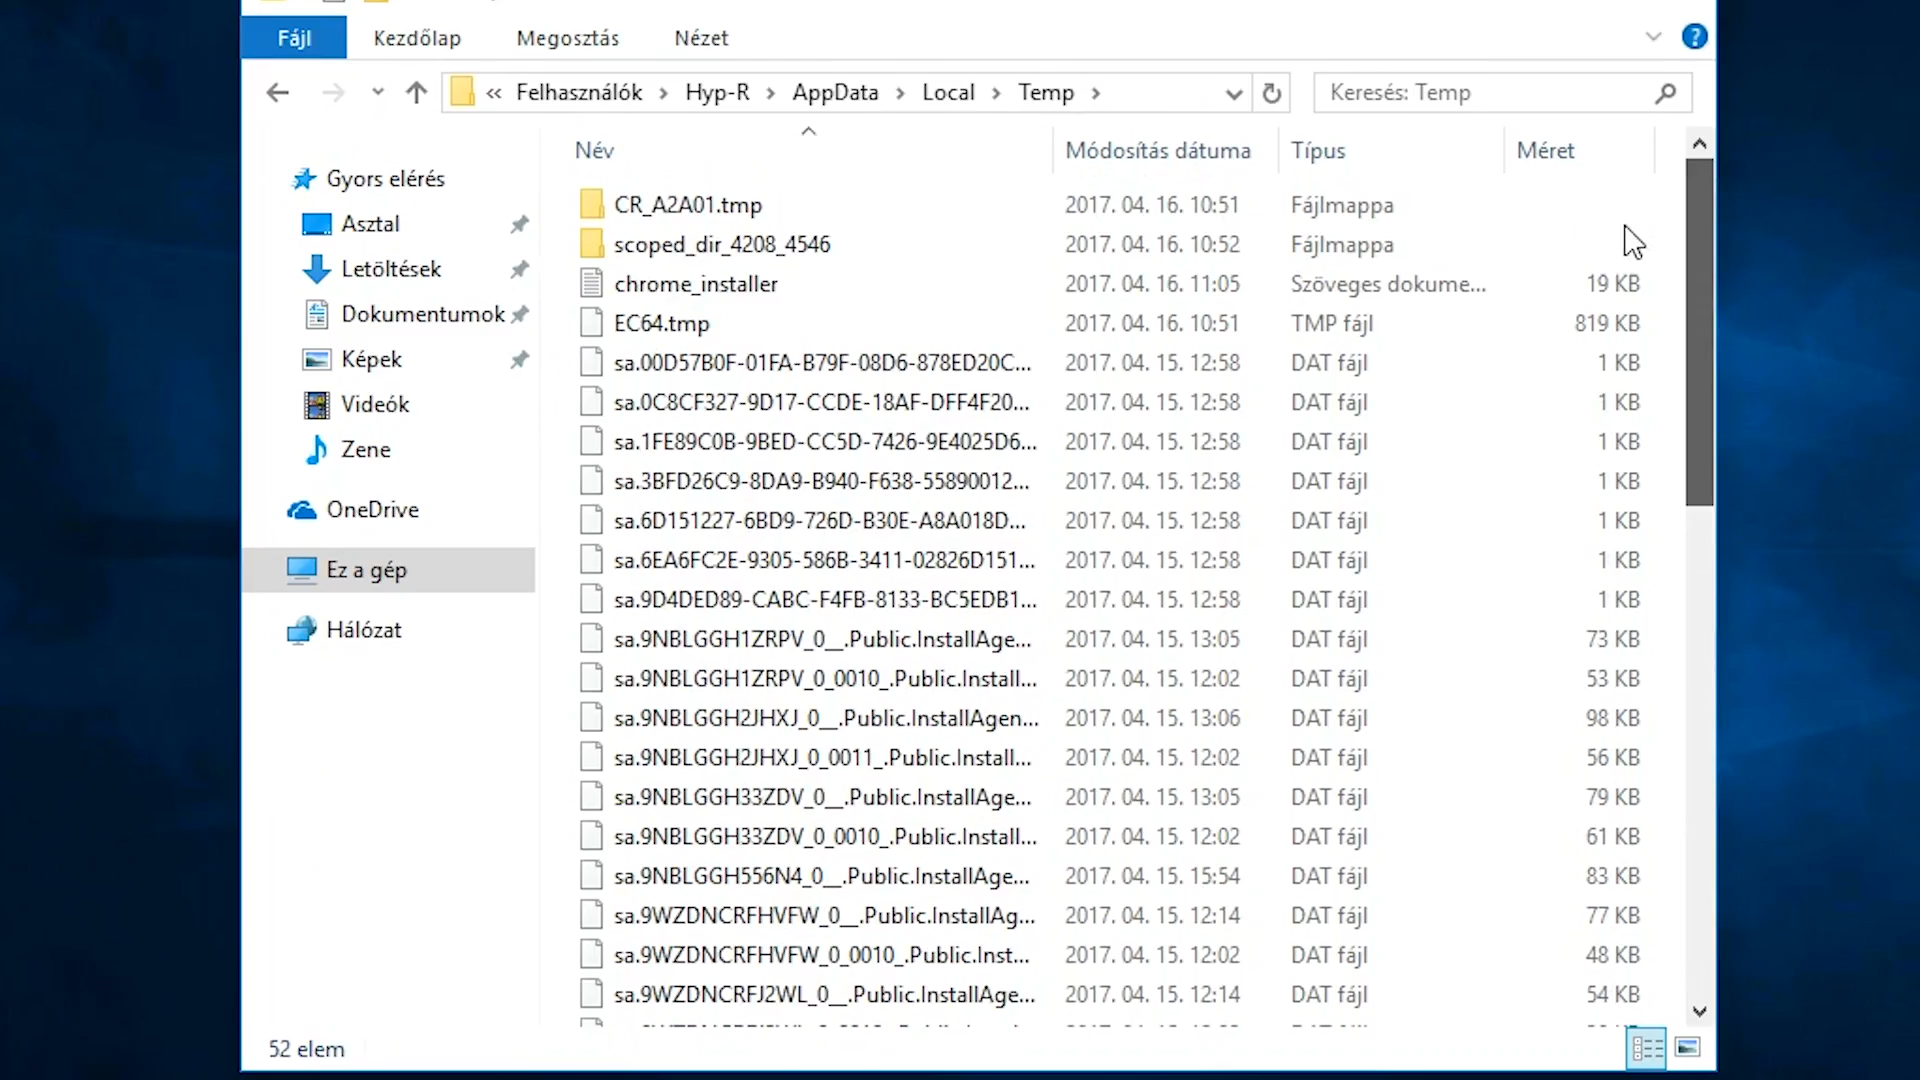 Fájl Kezdőlap Megosztás Nézet ?
« Felhasználók › Hyp-R › AppData › Local › Temp › Keresés: Temp
Név Módosítás dátuma Típus Méret
Gyors elérés
Asztal
Letöltések
Dokumentumok
Képek
Videók
Zene
OneDrive
Ez a gép
Hálózat
CR_A2A01.tmp 2017. 04. 16. 10:51 Fájlmappa
scoped_dir_4208_4546 2017. 04. 16. 10:52 Fájlmappa
chrome_installer 2017. 04. 16. 11:05 Szöveges dokume... 19 KB
EC64.tmp 2017. 04. 16. 10:51 TMP fájl 819 KB
sa.00D57B0F-01FA-B79F-08D6-878ED20C... 2017. 04. 15. 12:58 DAT fájl 1 KB
sa.0C8CF327-9D17-CCDE-18AF-DFF4F20... 2017. 04. 15. 12:58 DAT fájl 1 KB
sa.1FE89C0B-9BED-CC5D-7426-9E4025D6... 2017. 04. 15. 12:58 DAT fájl 1 KB
sa.3BFD26C9-8DA9-B940-F638-55890012... 2017. 04. 15. 12:58 DAT fájl 1 KB
sa.6D151227-6BD9-726D-B30E-A8A018D... 2017. 04. 15. 12:58 DAT fájl 1 KB
sa.6EA6FC2E-9305-586B-3411-02826D151... 2017. 04. 15. 12:58 DAT fájl 1 KB
sa.9D4DED89-CABC-F4FB-8133-BC5EDB1... 2017. 04. 15. 12:58 DAT fájl 1 KB
sa.9NBLGGH1ZRPV_0__.Public.InstallAge... 2017. 04. 15. 13:05 DAT fájl 73 KB
sa.9NBLGGH1ZRPV_0_0010_.Public.Install... 2017. 04. 15. 12:02 DAT fájl 53 KB
sa.9NBLGGH2JHXJ_0__.Public.InstallAgen... 2017. 04. 15. 13:06 DAT fájl 98 KB
sa.9NBLGGH2JHXJ_0_0011_.Public.Install... 2017. 04. 15. 12:02 DAT fájl 56 KB
sa.9NBLGGH33ZDV_0__.Public.InstallAge... 2017. 04. 15. 13:05 DAT fájl 79 KB
sa.9NBLGGH33ZDV_0_0010_.Public.Install... 2017. 04. 15. 12:02 DAT fájl 61 KB
sa.9NBLGGH556N4_0__.Public.InstallAge... 2017. 04. 15. 15:54 DAT fájl 83 KB
sa.9WZDNCRFHVFW_0__.Public.InstallAg... 2017. 04. 15. 12:14 DAT fájl 77 KB
sa.9WZDNCRFHVFW_0_0010_.Public.Inst... 2017. 04. 15. 12:02 DAT fájl 48 KB
sa.9WZDNCRFJ2WL_0__.Public.InstallAge... 2017. 04. 15. 12:14 DAT fájl 54 KB
52 elem